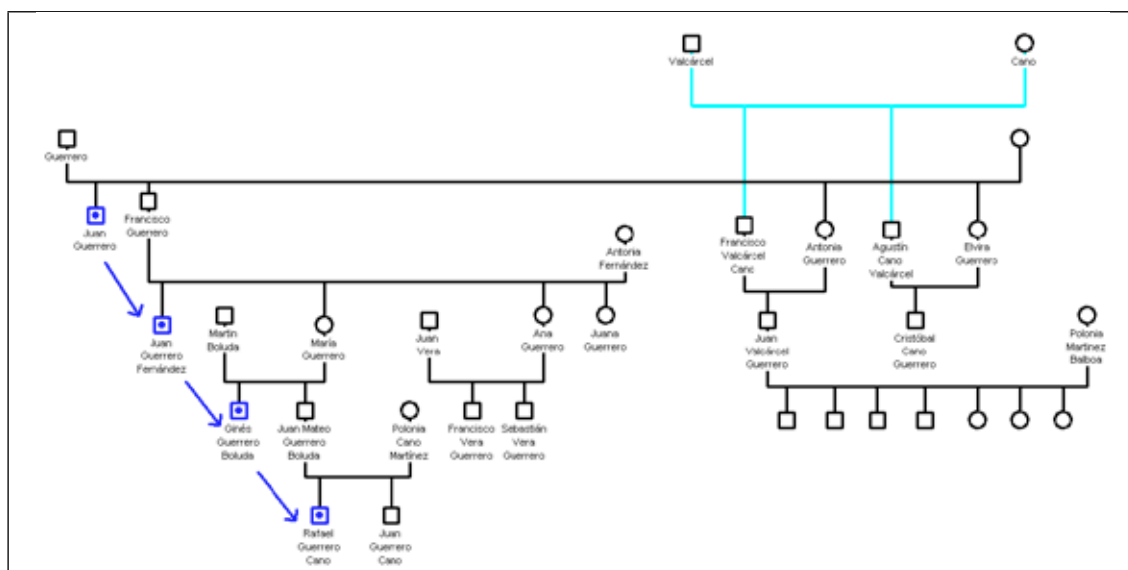 Valcárcel
Cano
Guerrero
Juan
Guerrero
Francisco
Guerrero
Antonia
Fernández
Francisco
Valcárcel
Cano
Antonia
Guerrero
Agustín
Cano
Valcárcel
Elvira
Guerrero
Juan
Guerrero
Fernández
Martín
Boluda
María
Guerrero
Juan
Vera
Ana
Guerrero
Juana
Guerrero
Juan
Valcárcel
Guerrero
Cristóbal
Cano
Guerrero
Polonia
Martinez
Balboa
Ginés
Guerrero
Boluda
Juan Mateo
Guerrero
Boluda
Polonia
Cano
Martínez
Francisco
Vera
Guerrero
Sebastián
Vera
Guerrero
Rafael
Guerrero
Cano
Juan
Guerrero
Cano